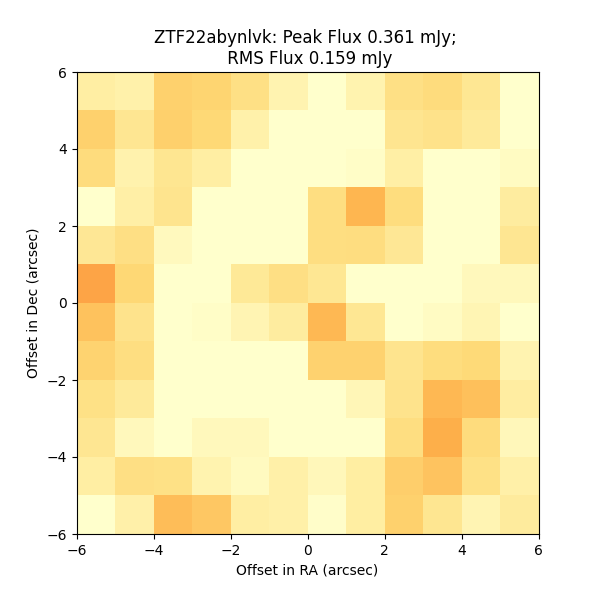 ZTF22abynlvk: Peak Flux 0.361 mJy;
RMS Flux 0.159 mJy
6
4
2
0
−2
−4
−6
Offset in Dec (arcsec)
−6 −4 −2 0 2 4 6
Offset in RA (arcsec)